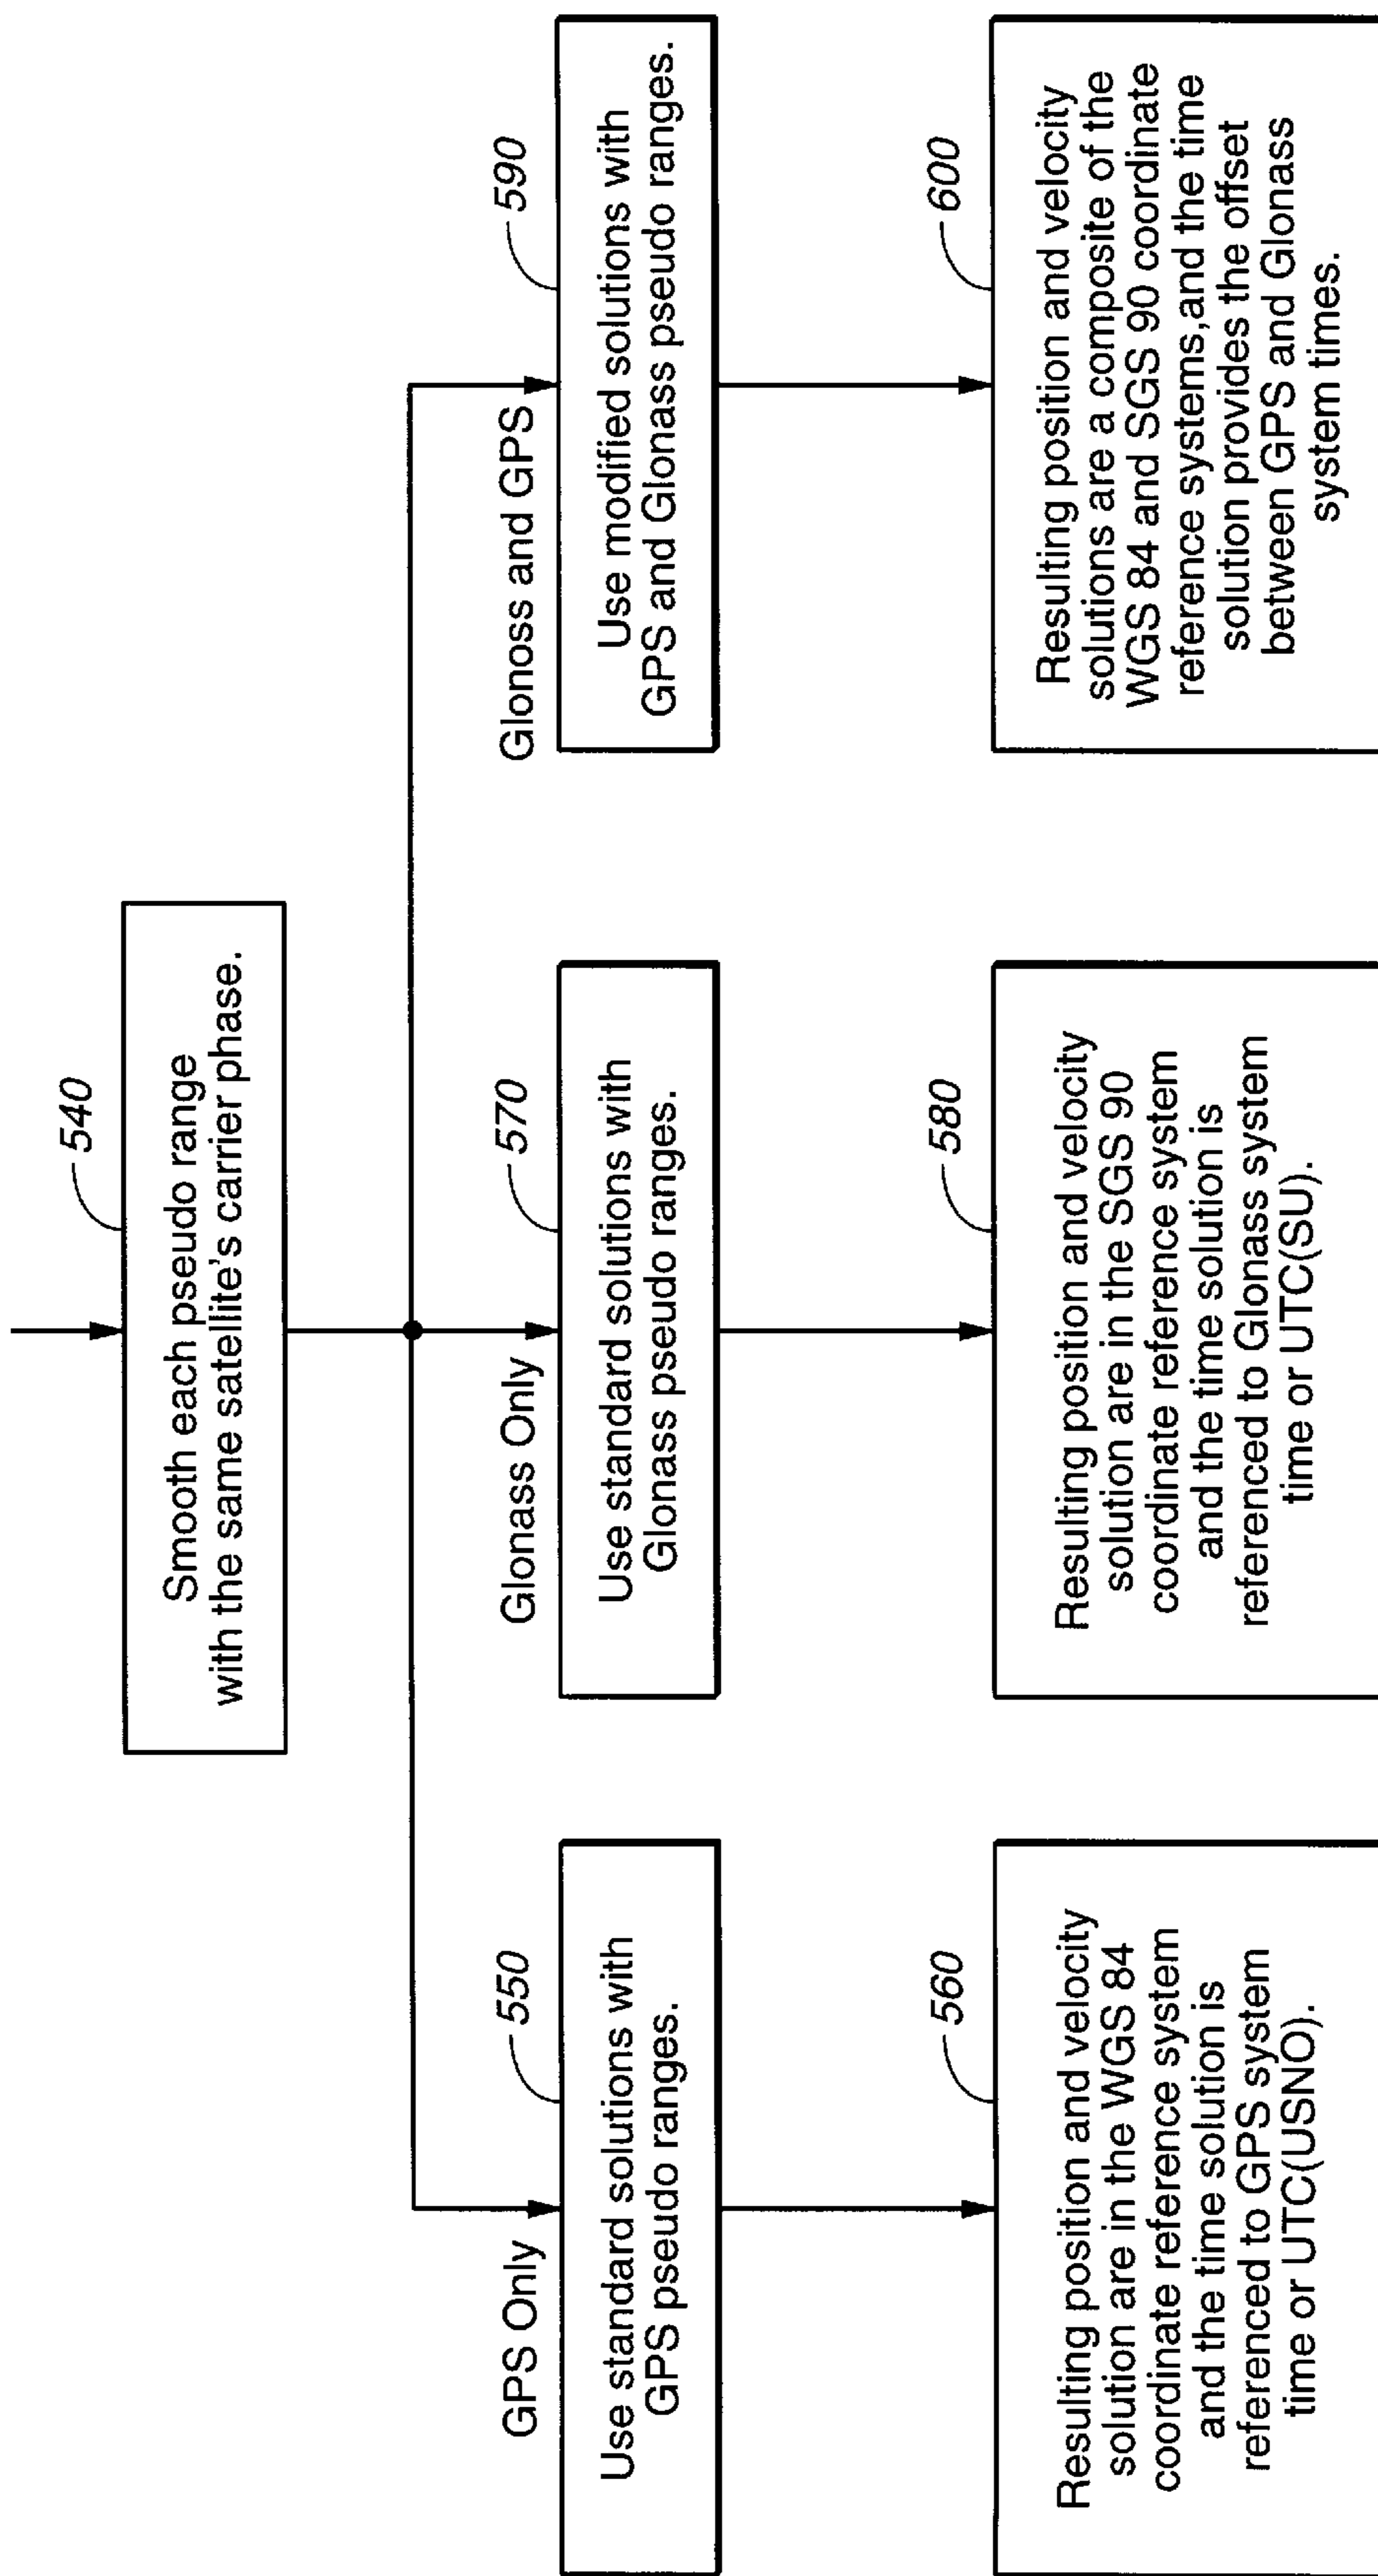 540
Smooth each pseudo range
with the same satellite's carrier phase.
GPS Only
550
Use standard solutions with
GPS pseudo ranges.
560
Resulting position and velocity
solution are in the WGS 84
coordinate reference system
and the time solution is
referenced to GPS system
time or UTC(USNO).
Glonass Only
570
Use standard solutions with
Glonass pseudo ranges.
580
Resulting position and velocity
solution are in the SGS 90
coordinate reference system
and the time solution is
referenced to Glonass system
time or UTC(SU).
Glonoss and GPS
590
Use modified solutions with
GPS and Glonass pseudo ranges.
600
Resulting position and velocity
solutions are a composite of the
WGS 84 and SGS 90 coordinate
reference systems,and the time
solution provides the offset
between GPS and Glonass
system times.